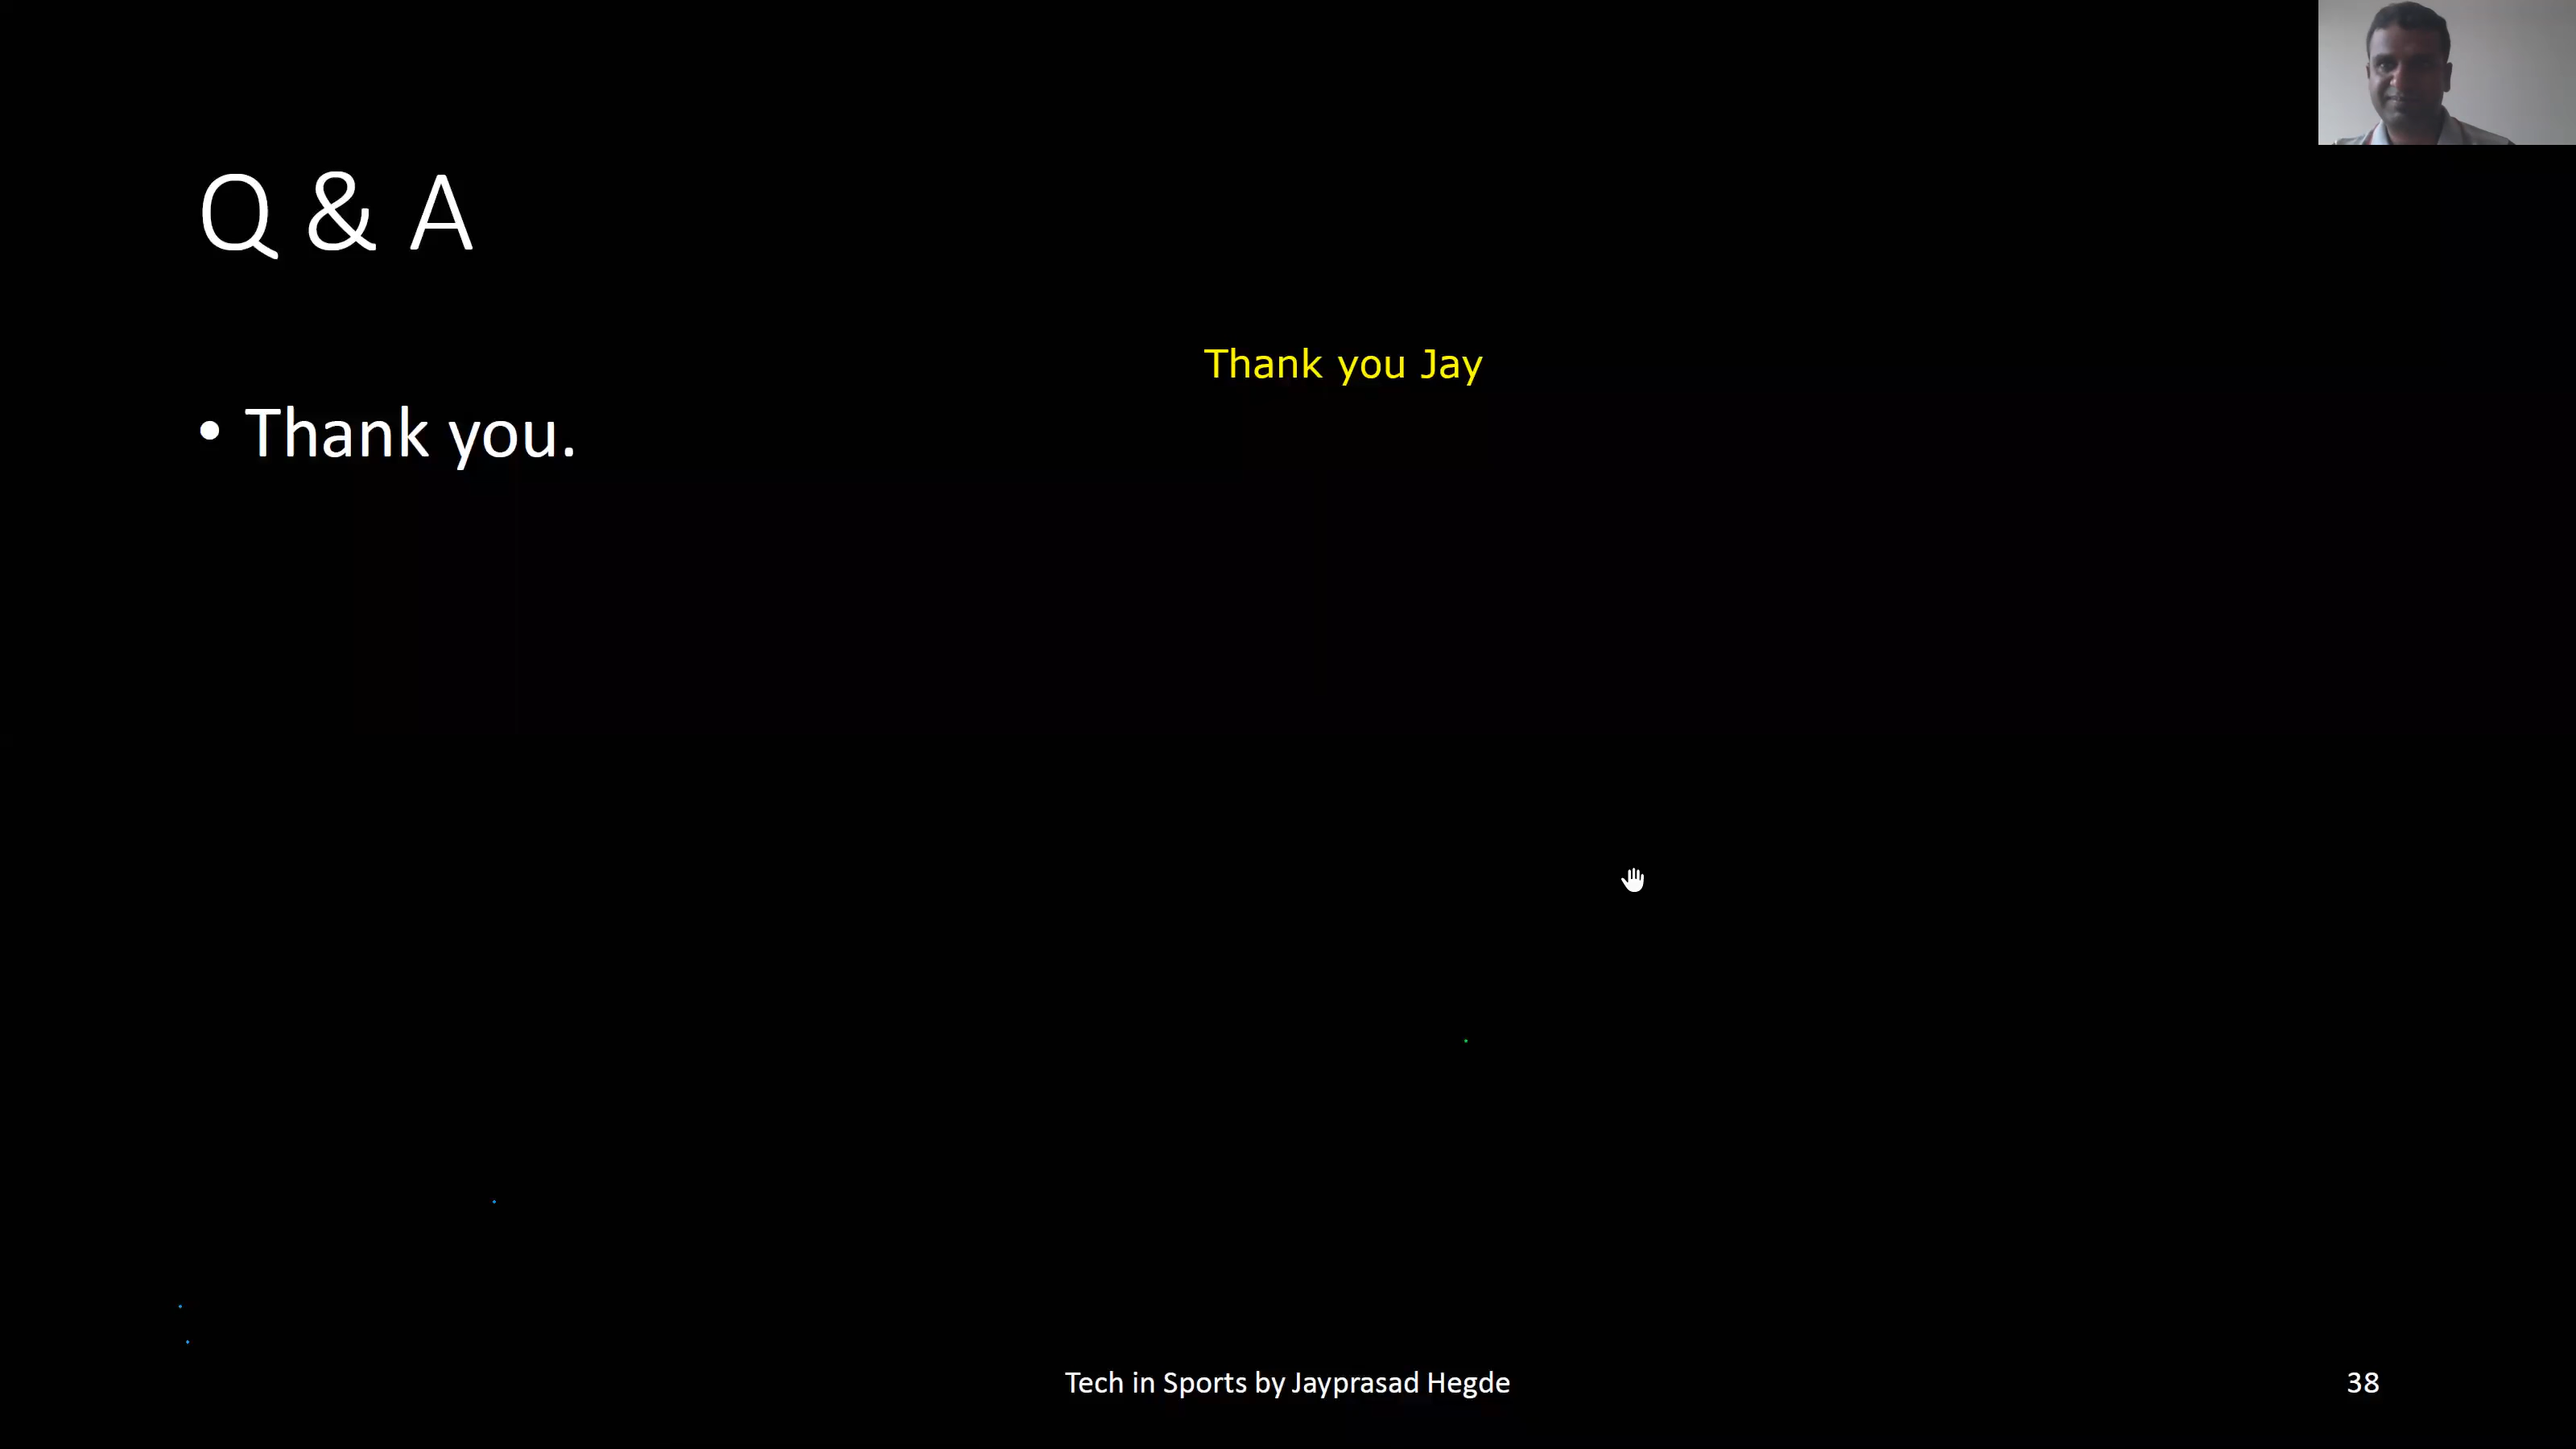 Q & A
Thank you Jay
• Thank you.
Tech in Sports by Jayprasad Hegde
38